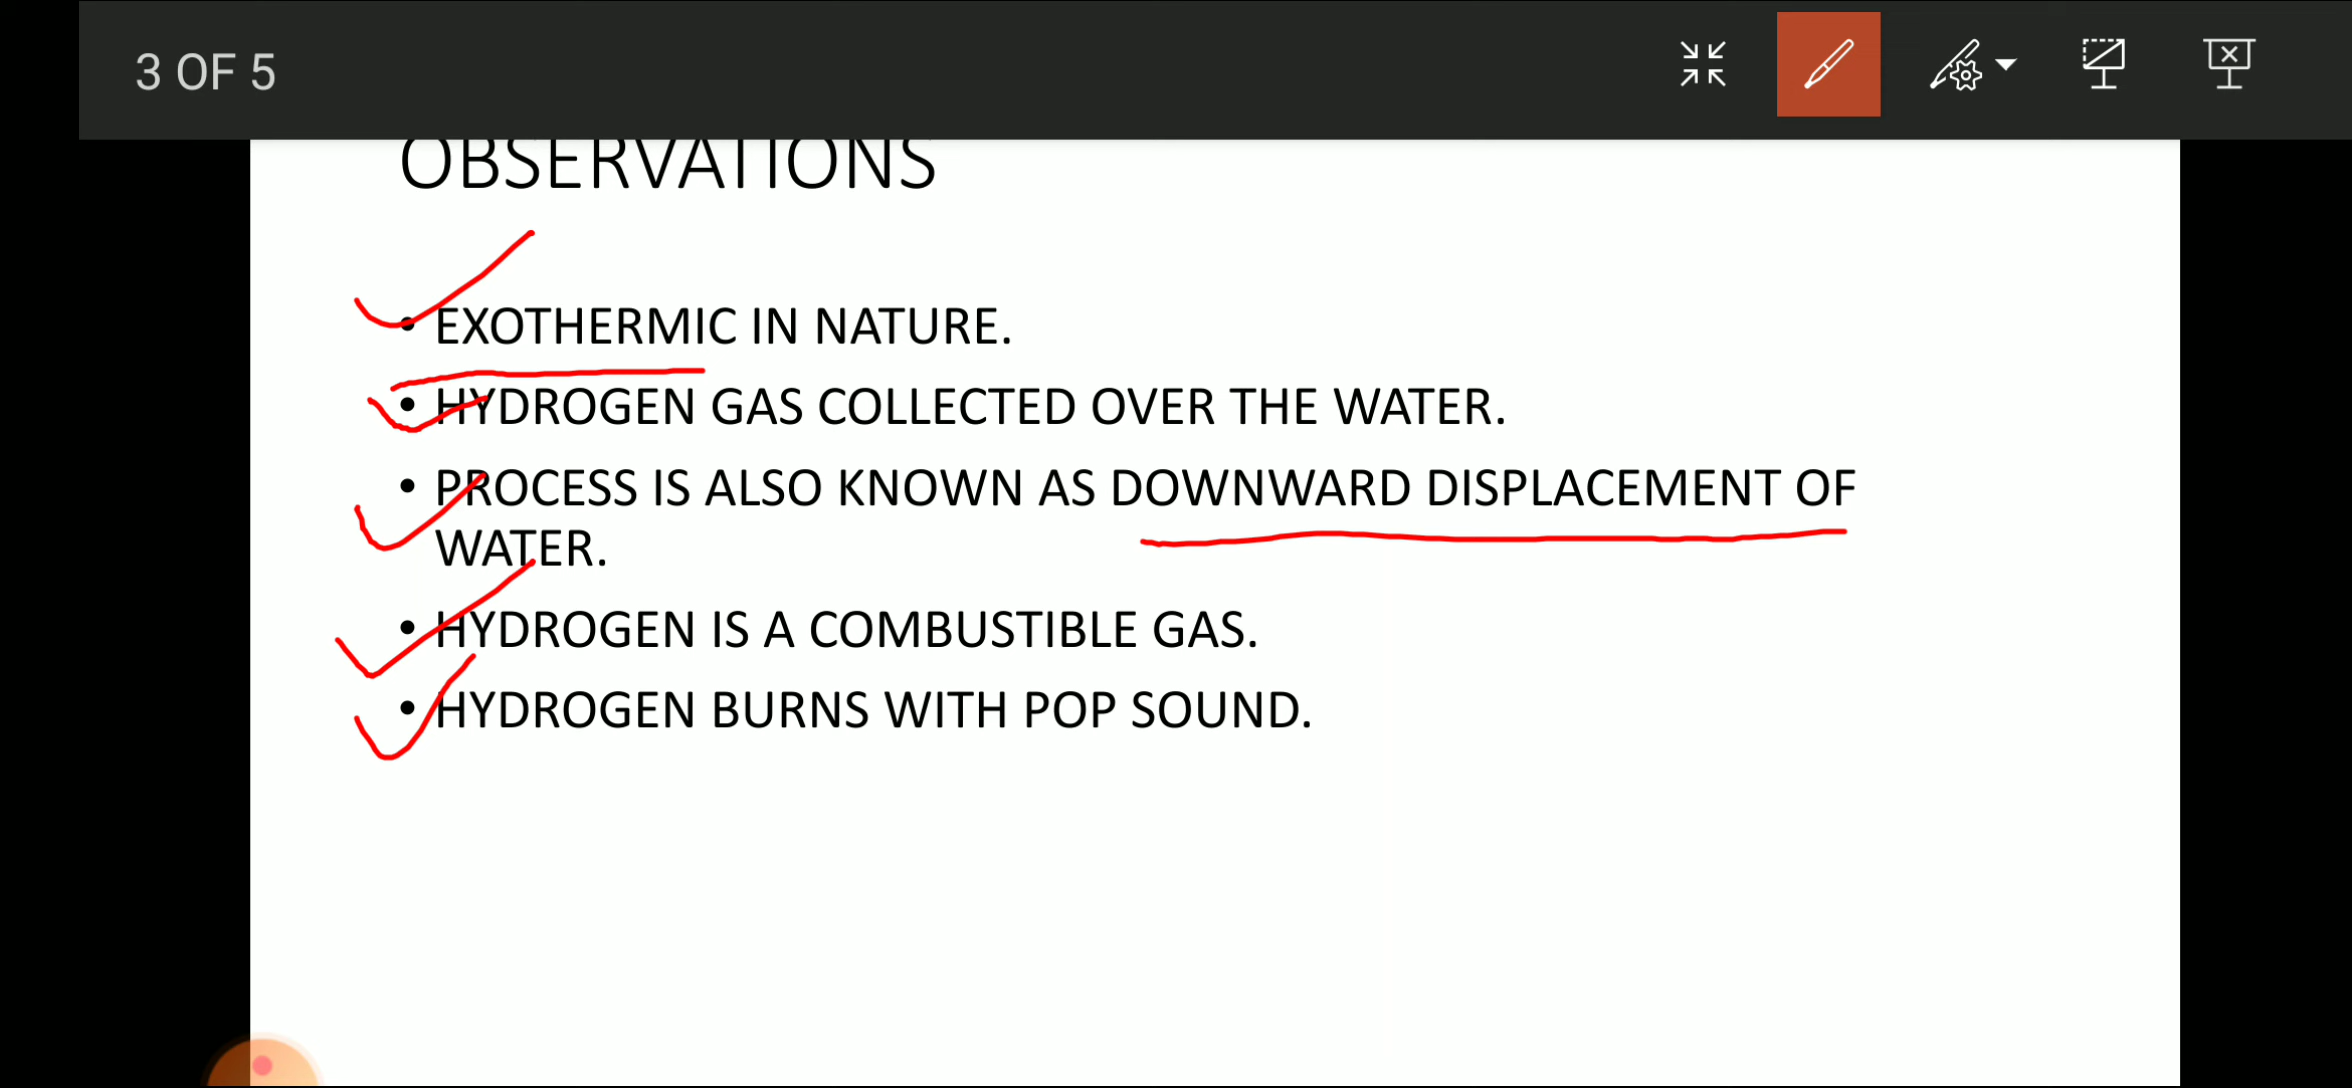 3 OF 5
OBSERVATIONS
• EXOTHERMIC IN NATURE.
• HYDROGEN GAS COLLECTED OVER THE WATER.
• PROCESS IS ALSO KNOWN AS DOWNWARD DISPLACEMENT OF
WATER.
• HYDROGEN IS A COMBUSTIBLE GAS.
• HYDROGEN BURNS WITH POP SOUND.